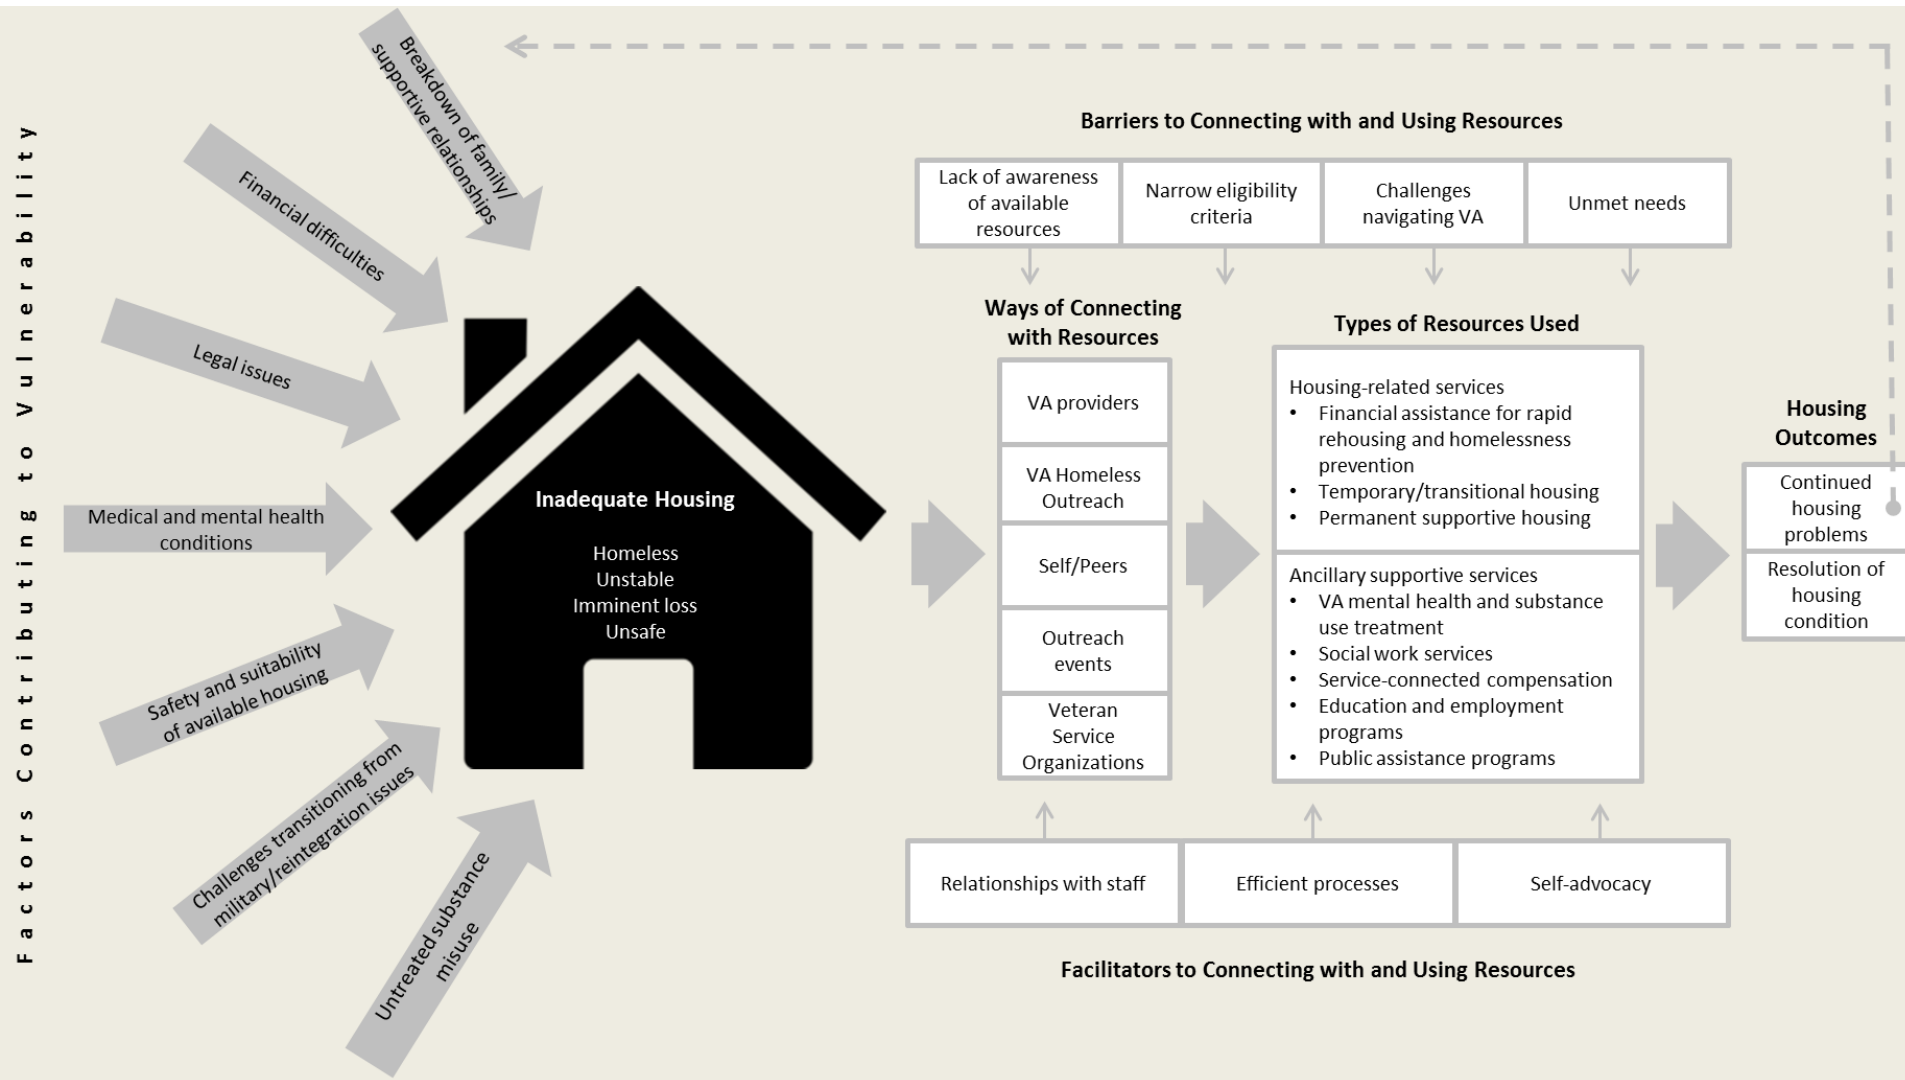 Factors Contributing to Vulnerability
Breakdown of family/
supportive relationships
Financial difficulties
Legal issues
Medical and mental health
conditions
Safety and suitability
of available housing
Challenges transitioning from
military/reintegration issues
Untreated substance
misuse
Inadequate Housing
Homeless
Unstable
Imminent loss
Unsafe
Barriers to Connecting with and Using Resources
Lack of awareness
of available
resources
Narrow eligibility
criteria
Challenges
navigating VA
Unmet needs
Ways of Connecting
with Resources
VA providers
VA Homeless
Outreach
Self/Peers
Outreach
events
Veteran
Service
Organizations
Types of Resources Used
Housing-related services
• Financial assistance for rapid
rehousing and homelessness
prevention
• Temporary/transitional housing
• Permanent supportive housing
Ancillary supportive services
• VA mental health and substance
use treatment
• Social work services
• Service-connected compensation
• Education and employment
programs
• Public assistance programs
Housing
Outcomes
Continued
housing
problems
Resolution of
housing
condition
Relationships with staff
Efficient processes
Self-advocacy
Facilitators to Connecting with and Using Resources